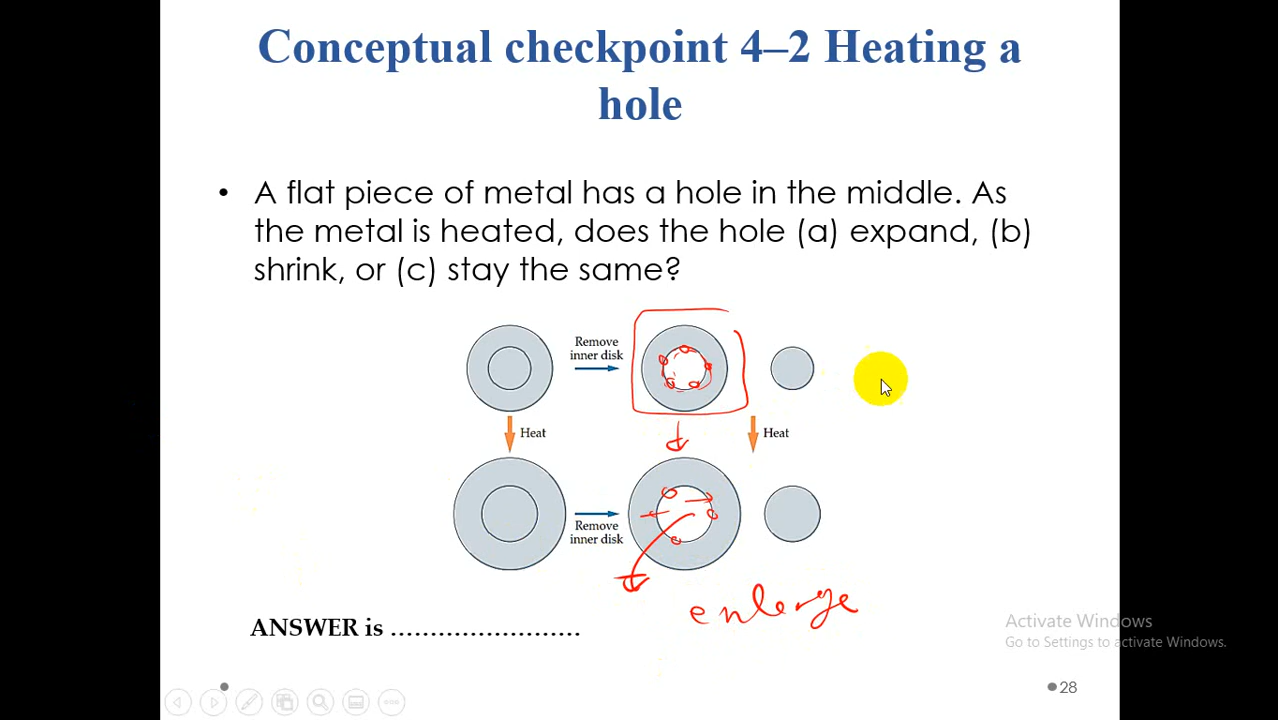 Conceptual checkpoint 4–2 Heating a
hole
• A flat piece of metal has a hole in the middle. As
the metal is heated, does the hole (a) expand, (b)
shrink, or (c) stay the same?
Remove
inner disk
Heat
Heat
Remove
inner disk
enlarge
ANSWER is ...........................
Activate Windows
Go to Settings to activate Windows.
28